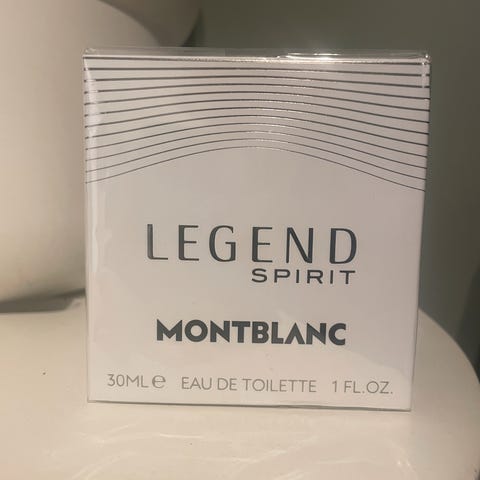 LEGEND
SPIRIT
MONTBLANC
30ML℮ EAU DE TOILETTE 1 FL.OZ.